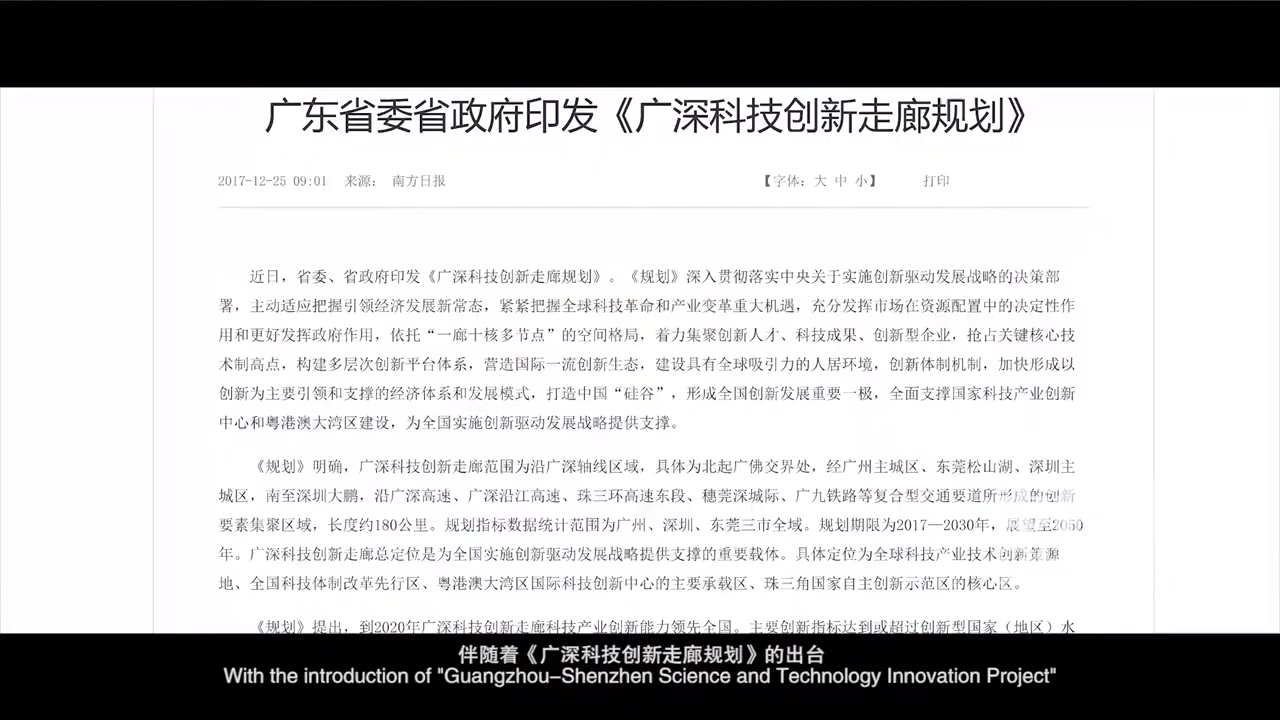 广东省委省政府印发《广深科技创新走廊规划》
2017-12-25 09:01 来源： 南方日报 【字体：大 中 小】 打印
近日，省委、省政府印发《广深科技创新走廊规划》。《规划》深入贯彻落实中央关于实施创新驱动发展战略的决策部
署，主动适应把握引领经济发展新常态，紧紧把握全球科技革命和产业变革重大机遇，充分发挥市场在资源配置中的决定性作
用和更好发挥政府作用，依托“一廊十核多节点”的空间格局，着力集聚创新人才、科技成果、创新型企业，抢占关键核心技
术制高点，构建多层次创新平台体系，营造国际一流创新生态，建设具有全球吸引力的人居环境，创新体制机制，加快形成以
创新为主要引领和支撑的经济体系和发展模式，打造中国“硅谷”，形成全国创新发展重要一极，全面支撑国家科技产业创新
中心和粤港澳大湾区建设，为全国实施创新驱动发展战略提供支撑。
《规划》明确，广深科技创新走廊范围为沿广深轴线区域，具体为北起广佛交界处，经广州主城区、东莞松山湖、深圳主
城区，南至深圳大鹏，沿广深高速、广深沿江高速、珠三环高速东段、穗莞深城际、广九铁路等复合型交通要道所形成的创新
要素集聚区域，长度约180公里。规划指标数据统计范围为广州、深圳、东莞三市全域。规划期限为2017—2030年，展望至2050
年。广深科技创新走廊总定位是为全国实施创新驱动发展战略提供支撑的重要载体。具体定位为全球科技产业技术创新策源
地、全国科技体制改革先行区、粤港澳大湾区国际科技创新中心的主要承载区、珠三角国家自主创新示范区的核心区。
《规划》提出，到2020年广深科技创新走廊科技产业创新能力领先全国。主要创新指标达到或超过创新型国家（地区）水
伴随着《广深科技创新走廊规划》的出台
With the introduction of "Guangzhou-Shenzhen Science and Technology Innovation Project"